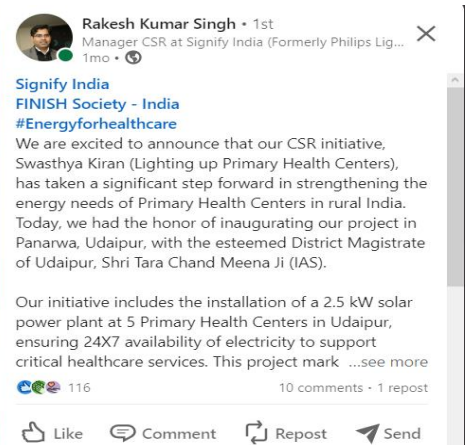 Rakesh Kumar Singh • 1st
Manager CSR at Signify India (Formerly Philips Lig...
1mo •
Signify India
FINISH Society - India
#Energyforhealthcare
We are excited to announce that our CSR initiative,
Swasthya Kiran (Lighting up Primary Health Centers),
has taken a significant step forward in strengthening the
energy needs of Primary Health Centers in rural India.
Today, we had the honor of inaugurating our project in
Panarwa, Udaipur, with the esteemed District Magistrate
of Udaipur, Shri Tara Chand Meena Ji (IAS).
Our initiative includes the installation of a 2.5 kW solar
power plant at 5 Primary Health Centers in Udaipur,
ensuring 24X7 availability of electricity to support
critical healthcare services. This project mark ...see more
116 10 comments • 1 repost
Like Comment Repost Send